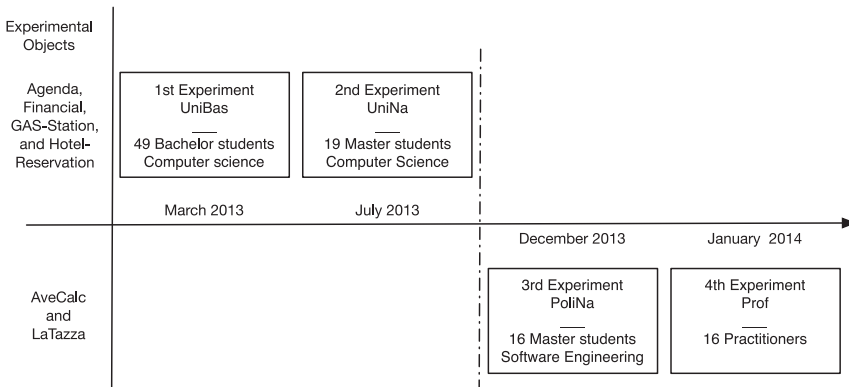 Experimental
Objects
Agenda,
Financial,
GAS-Station,
and Hotel-
Reservation
1st Experiment
UniBas
49 Bachelor students
Computer science
2nd Experiment
UniNa
19 Master students
Computer Science
March 2013
July 2013
December 2013
January 2014
AveCalc
and
LaTazza
3rd Experiment
PoliNa
16 Master students
Software Engineering
4th Experiment
Prof
16 Practitioners